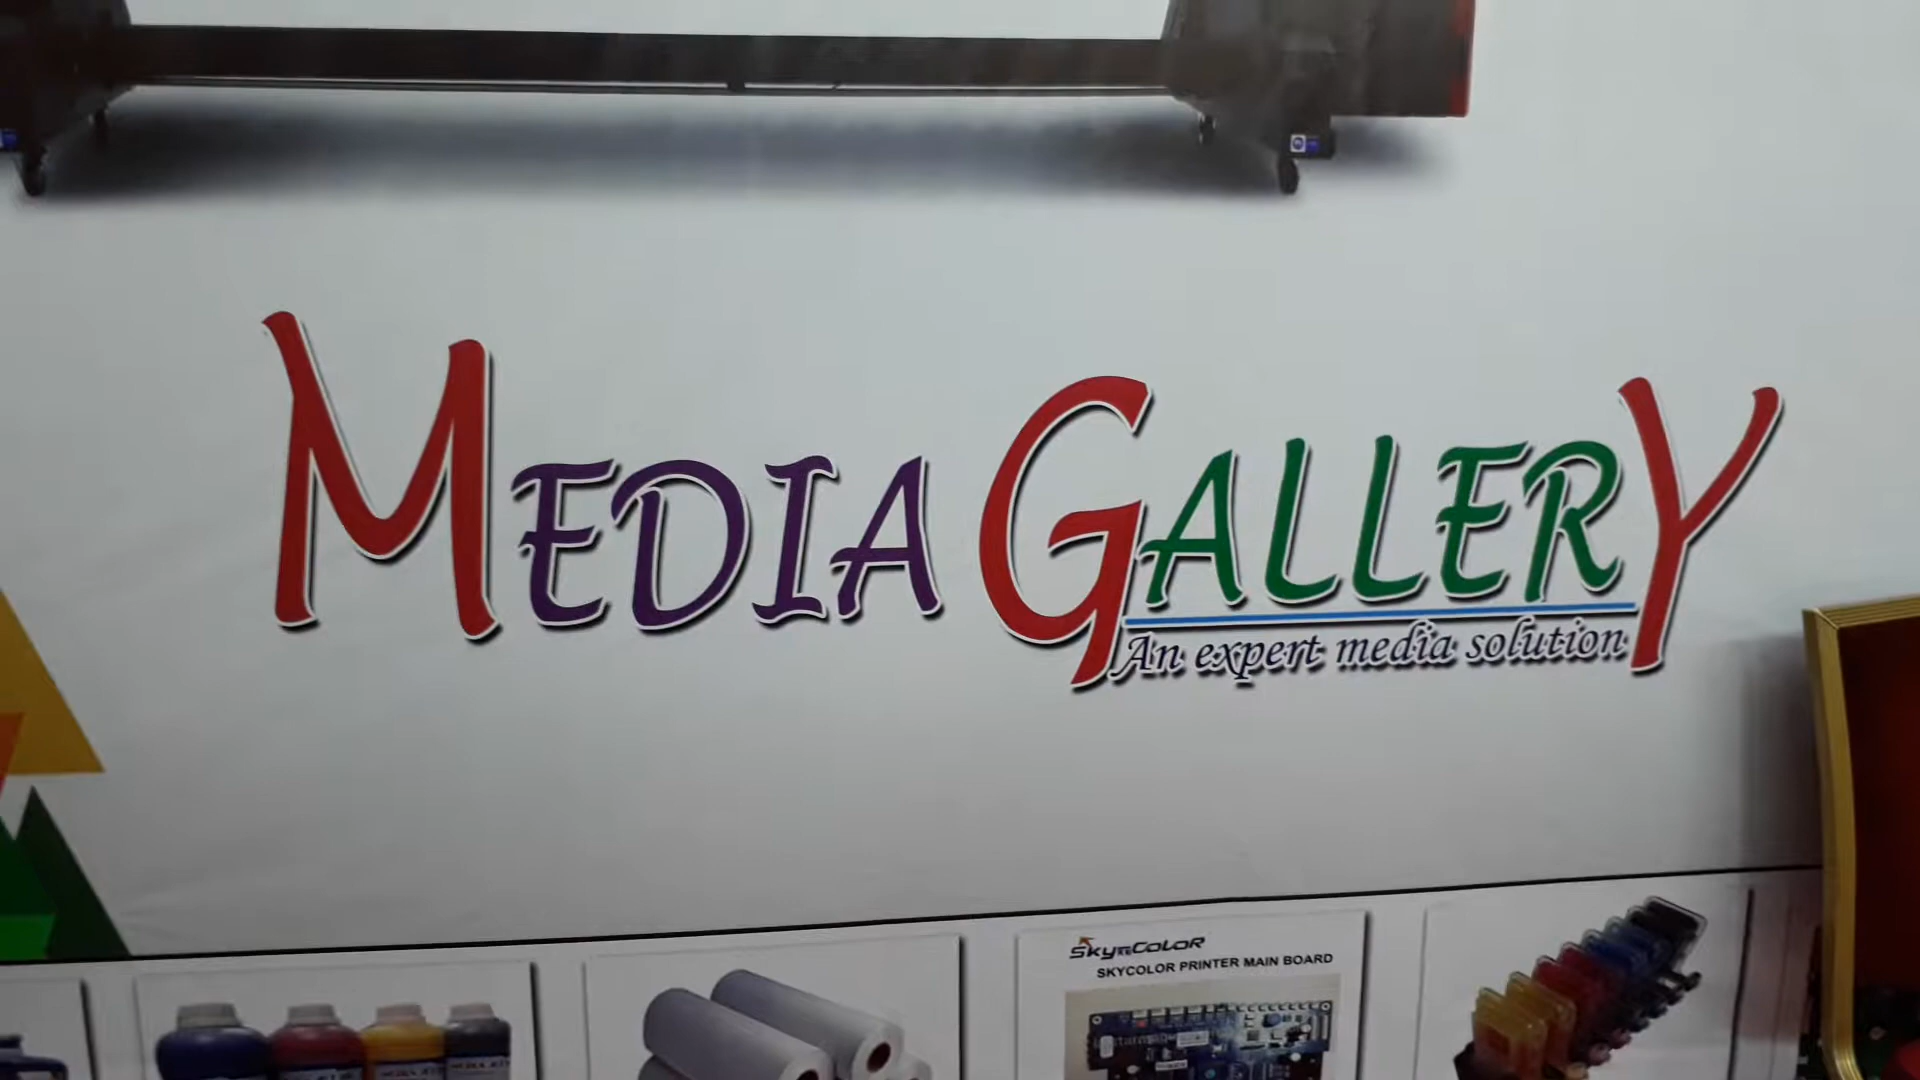 MEDIA GALLERY
An expert media solution
SKYCOLOR
SKYCOLOR PRINTER MAIN BOARD